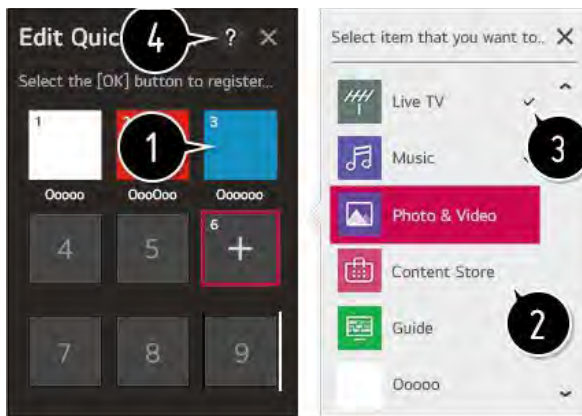 Edit Quic
4
?
Select the [OK] button to register...
1
2
3
1
Ooooo
OooOoo
Oooooo
4
5
6
+
7
8
9
Select item that you want to..
Live TV
3
Music
Photo & Video
Content Store
2
Guide
Ooooo